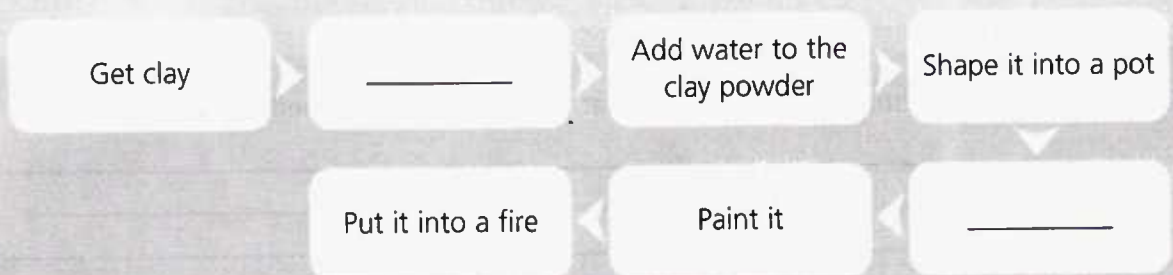 Get clay
Add water to the
clay powder
Shape it into a pot
Paint it
Put it into a fire